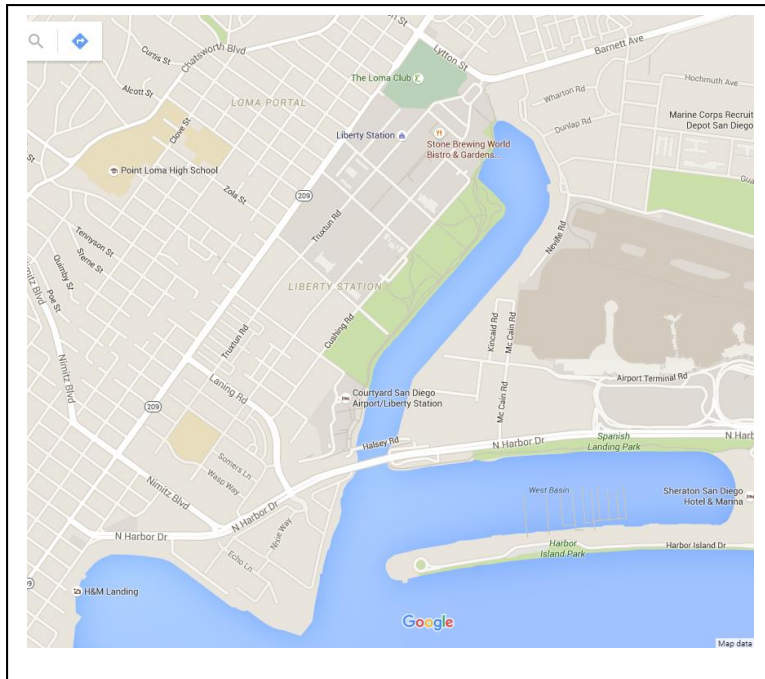 Curtis St
Chatsworth Blvd
Lytton St
Barnett Ave
The Loma Club
Alcott St
LOMA PORTAL
Hochmuth Ave
Wharton Rd
Clove St
Liberty Station
Dunlap Rd
Marine Corps Recruit
Depot San Diego
Stone Brewing World
Bistro & Gardens...
Point Loma High School
Gua
Zola St
209
Truxtun Rd
Neville Rd
Tennyson St
Sterne St
Quimby St
Poe St
Nimitz Blvd
LIBERTY STATION
Cushing Rd
Kincaid Rd
Mc Cain Rd
Truxtun Rd
Nimitz Blvd
Laning Rd
Airport Terminal Rd
Courtyard San Diego
Airport/Liberty Station
Mc Cain Rd
209
Halsey Rd
N Harbor Dr
Spanish
Landing Park
N Harb
Somers Ln
Wasp Way
Nimitz Blvd
West Basin
Sheraton San Diego
Hotel & Marina
N Harbor Dr
Nixie Way
N Harbor Dr
Echo Ln
Harbor
Island Park
Harbor Island Dr
09
H&M Landing
Google
Map data